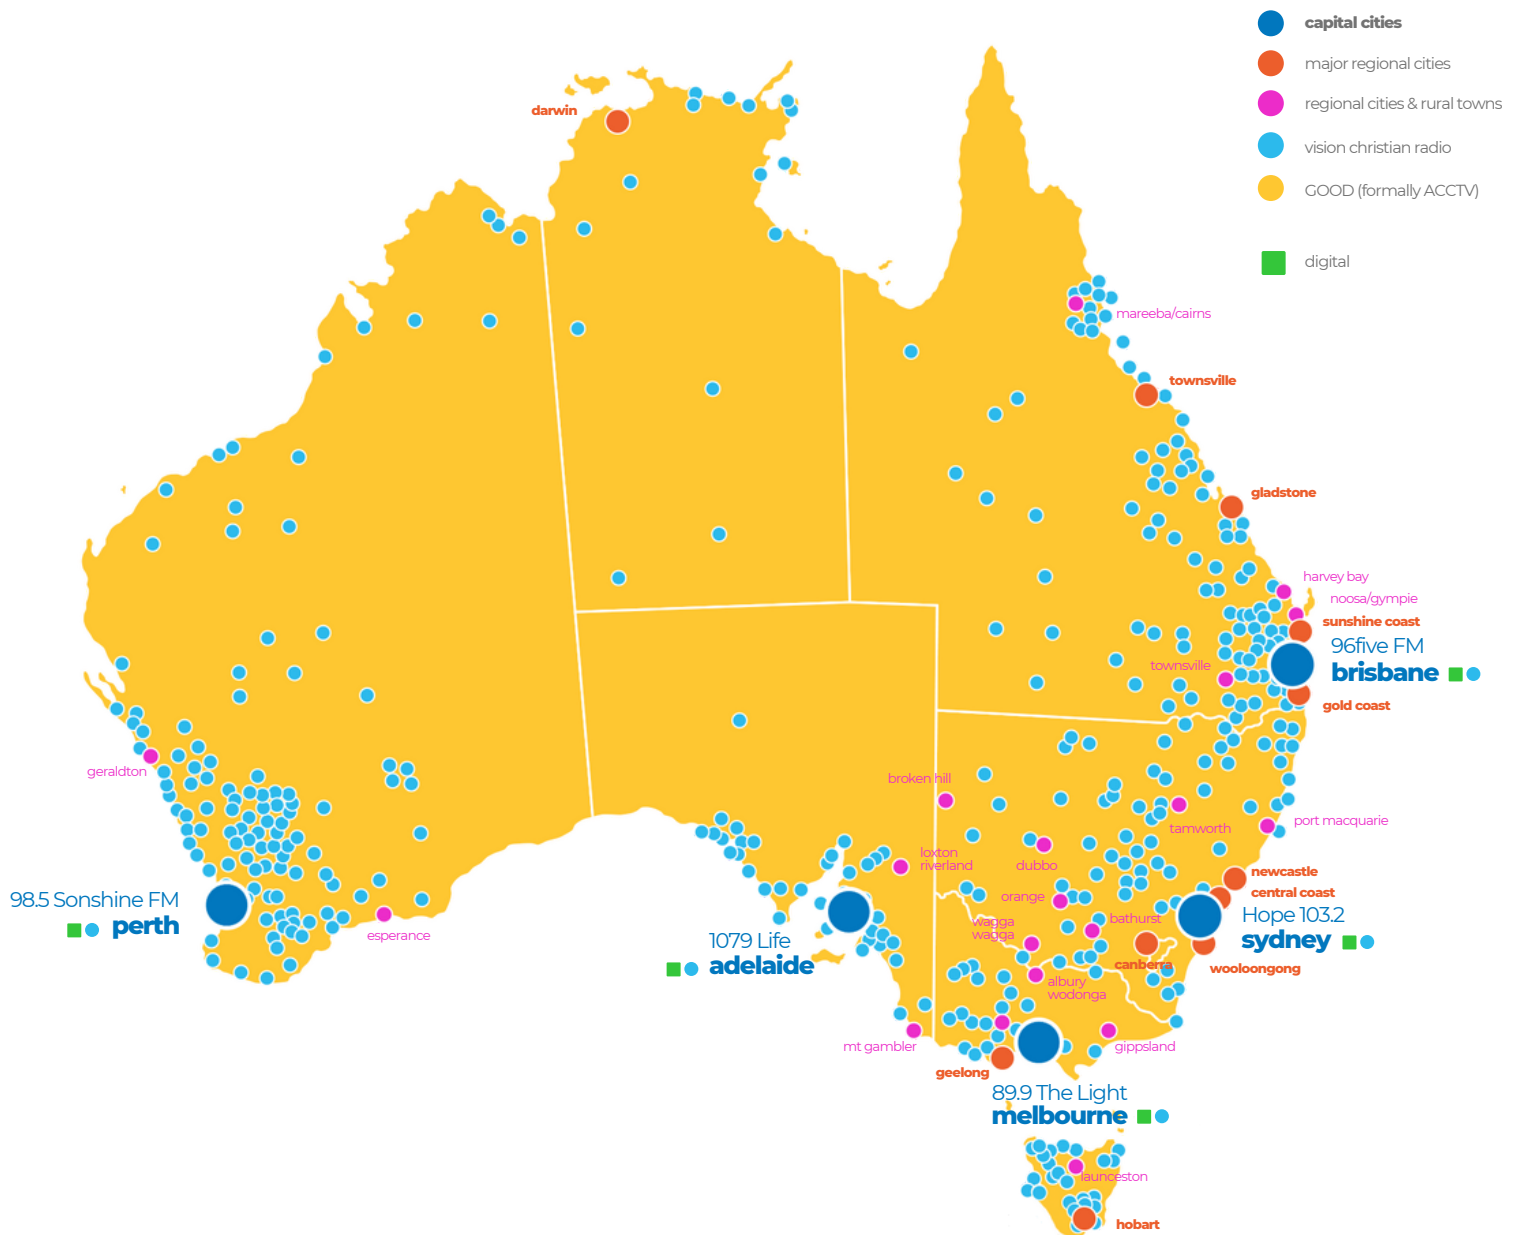 capital cities
major regional cities
regional cities & rural towns
vision christian radio
GOOD (formally ACCTV)
digital
darwin
mareeba/cairns
townsville
gladstone
harvey bay
noosa/gympie
sunshine coast
96five FM
brisbane
townsville
gold coast
geraldton
broken hill
tamworth
port macquarie
loxton
riverland
dubbo
newcastle
central coast
orange
bathurst
98.5 Sonshine FM
perth
esperance
wagga
wagga
Hope 103.2
sydney
1079 Life
adelaide
canberra
wooloongong
albury
wodonga
mt gambler
gippsland
geelong
89.9 The Light
melbourne
launceston
hobart